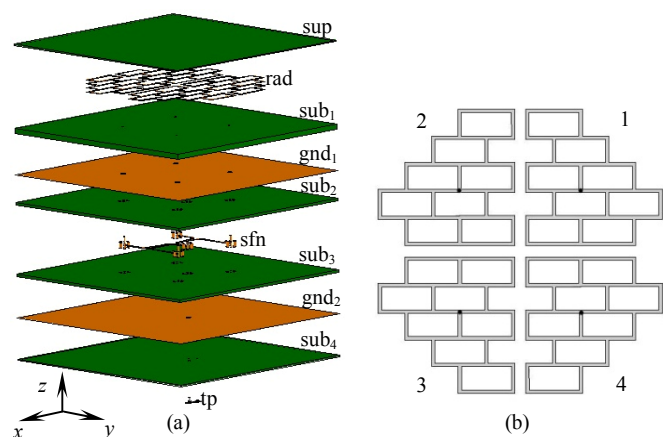 sup
rad
sub1
gnd1
sub2
sfn
sub3
gnd2
sub4
tp
z
x
y
(a)
2
1
3
4
(b)